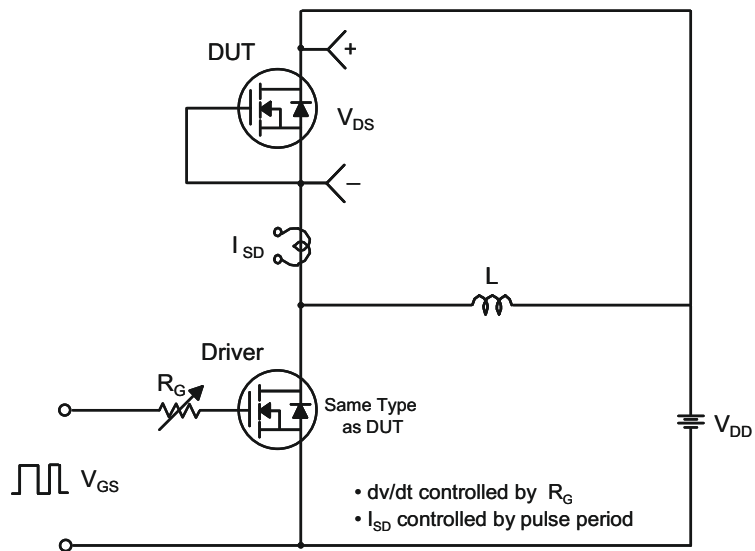 DUT
+
V_DS
–
I_SD
L
Driver
R_G
Same Type
as DUT
V_DD
V_GS
• dv/dt controlled by R_G
• I_SD controlled by pulse period